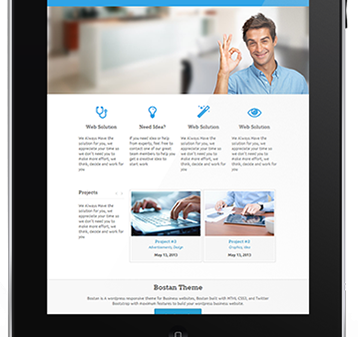 Web Solution
Need Idea?
Web Solution
Web Solution
We Always Have the
solution for you, we
appreciate your time so
we don't need you to
make more effort, we
think, decide and work for
you
If you need idea or help
from expertly, feel free to
contact one of our great
team members to help you
get a creative idea to
start work
We Always Have the
solution for you, we
appreciate your time so
we don't need you to
make more effort, we
think, decide and work for
you
We Always Have the
solution for you, we
appreciate your time so
we don't need you to
make more effort, we
think, decide and work for
you
Projects
We Always Have the
solution for you, we
appreciate your time so
we don't need you to
make more effort, we
think, decide and work for
you
Project #1
Advertisments, Design
May 13, 2013
Project #2
Graphics, Idea
May 13, 2013
Bostan Theme
Bostan is a wordpress responsive theme for Business websites, Bostan built with HTML5, CSS3, and Twitter
Bootstrap with maximum features to build your wordpress business website.